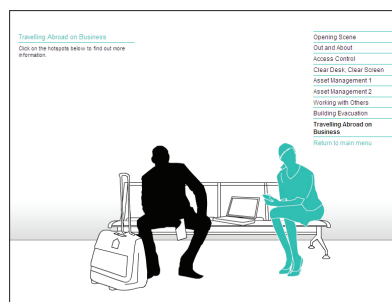 Travelling Abroad on Business
Click on the hotspots below to find out more
information.
Opening Scene
Out and About
Access Control
Clear Desk, Clear Screen
Asset Management 1
Asset Management 2
Working with Others
Building Evacuation
Travelling Abroad on
Business
Return to main menu